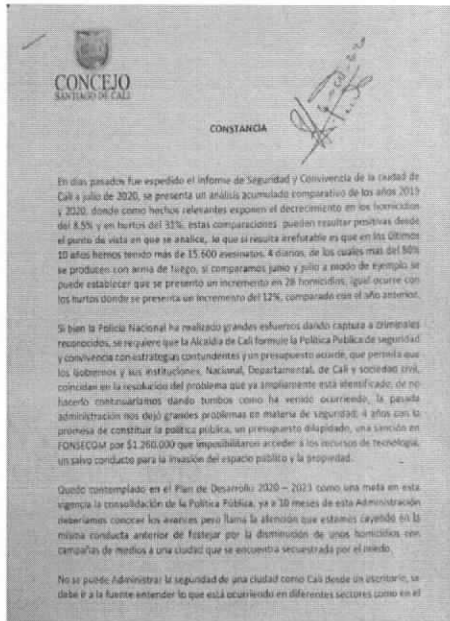 CONCEJO
SANTIAGO DE CALI
CONSTANCIA
En días pasados fue expedido el Informe de Seguridad y Convivencia de la ciudad de
Cali a julio de 2020, se presenta un análisis acumulado comparativo de los años 2019
y 2020, donde como hechos relevantes exponen el decrecimiento en los homicidios
del 8.5% y en hurtos del 31%, estas comparaciones pueden resultar positivas desde
el punto de vista en que se analice, lo que si resulta irrefutable es que en los últimos
10 años hemos tenido más de 15.600 asesinatos, 4 diarios, de los cuales mas del 80%
se producen con arma de fuego, si comparamos junio y julio a modo de ejemplo se
puede establecer que se presentó un incremento en 28 homicidios, igual ocurre con
los hurtos donde se presenta un incremento del 12%, comparado con el año anterior.
Si bien la Policía Nacional ha realizado grandes esfuerzos dando captura a criminales
reconocidos, se requiere que la Alcaldía de Cali formule la Política Publica de seguridad
y convivencia con estrategias contundentes y un presupuesto acorde, que permita que
los Gobiernos y sus instituciones, Nacional, Departamental, de Cali y sociedad civil,
coincidan en la resolución del problema que ya ampliamente está identificado, de no
hacerlo continuaríamos dando tumbos como ha venido ocurriendo, la pasada
administración nos dejó grandes problemas en materia de seguridad: 4 años con la
promesa de constituir la política pública, un presupuesto dilapidado, una sanción en
FONSECOM por $1.260.000 que imposibilitaron acceder a los recursos de tecnología,
un salvo conducto para la invasión del espacio público y la propiedad.
Quedo contemplado en el Plan de Desarrollo 2020 – 2023 como una meta en esta
vigencia la consolidación de la Política Pública, ya a 10 meses de esta Administración
deberíamos conocer los avances pero llama la atención que estamos cayendo en la
misma conducta anterior de festejar por la disminución de unos homicidios con
campañas de medios a una ciudad que se encuentra secuestrada por el miedo.
No se puede Administrar la seguridad de una ciudad como Cali desde un escritorio, se
debe ir a la fuente entender lo que está ocurriendo en diferentes sectores como en el